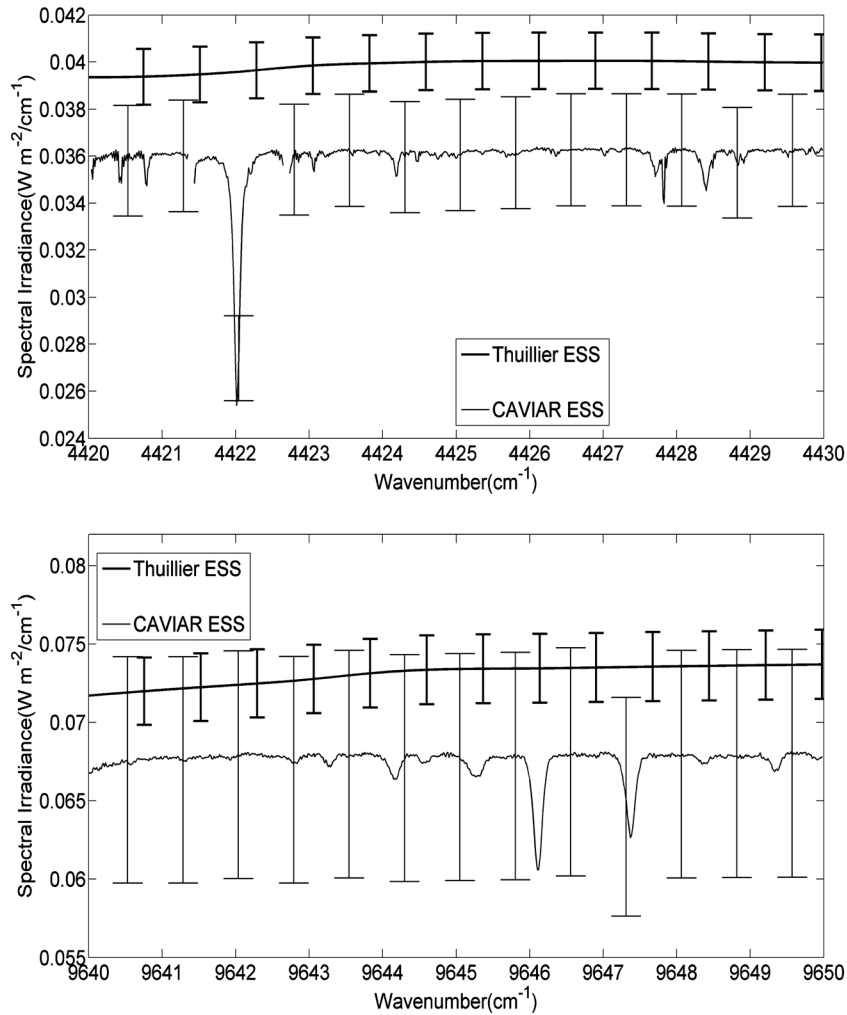 0.042
0.04
0.038
0.036
0.034
0.032
0.03
0.028
0.026
0.024
Spectral Irradiance(W m-2/cm-1)
Thuillier ESS
CAVIAR ESS
4420 4421 4422 4423 4424 4425 4426 4427 4428 4429 4430
Wavenumber(cm-1)
0.08
0.075
0.07
0.065
0.06
0.055
Spectral Irradiance(W m-2/cm-1)
Thuillier ESS
CAVIAR ESS
9640 9641 9642 9643 9644 9645 9646 9647 9648 9649 9650
Wavenumber(cm-1)